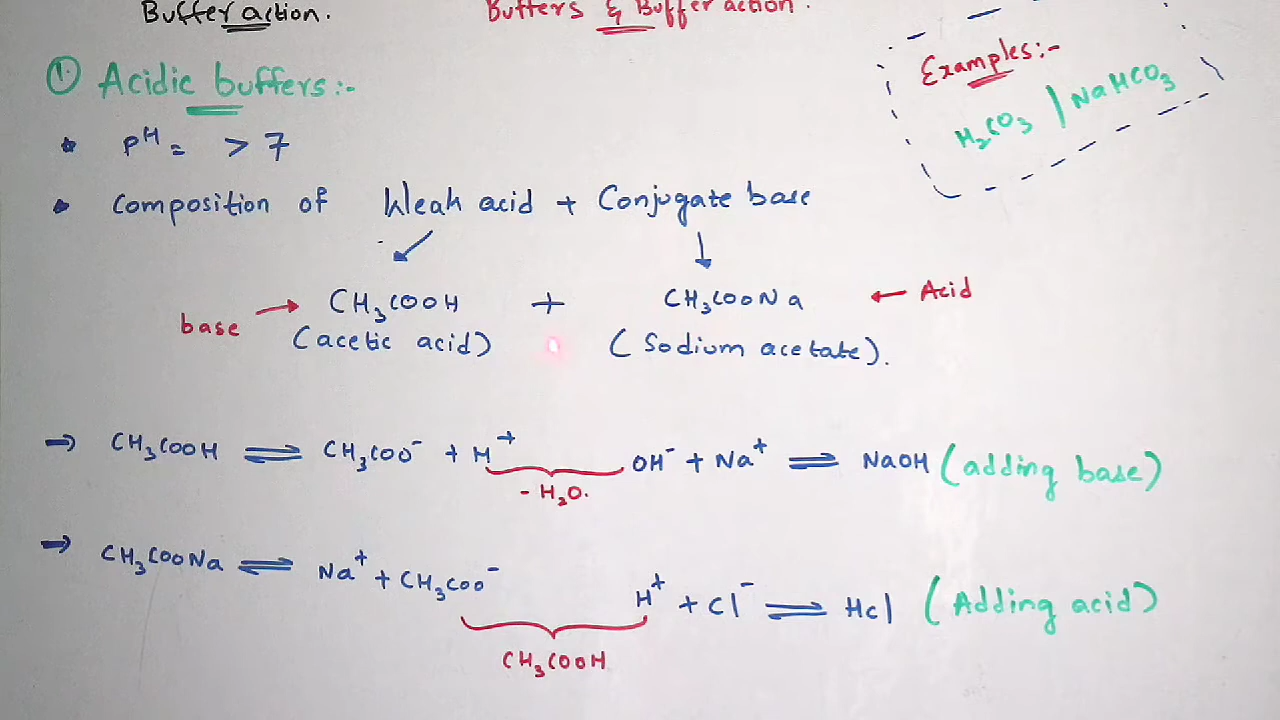 Buffer action.
Buffers & Buffer action.
Examples:-
H₂CO₃ | NaHCO₃
① Acidic buffers:-
pH = > 7
Composition of Weak acid + Conjugate base
base → CH₃COOH + CH₃COONa ← Acid
(acetic acid) (Sodium acetate).
⇒ CH₃COOH ⇌ CH₃COO⁻ + H⁺ OH⁻ + Na⁺ ⇌ NaOH (adding base)
- H₂O.
⇒ CH₃COONa ⇌ Na⁺ + CH₃COO⁻ H⁺ + Cl⁻ ⇌ Hcl (Adding acid)
CH₃COOH